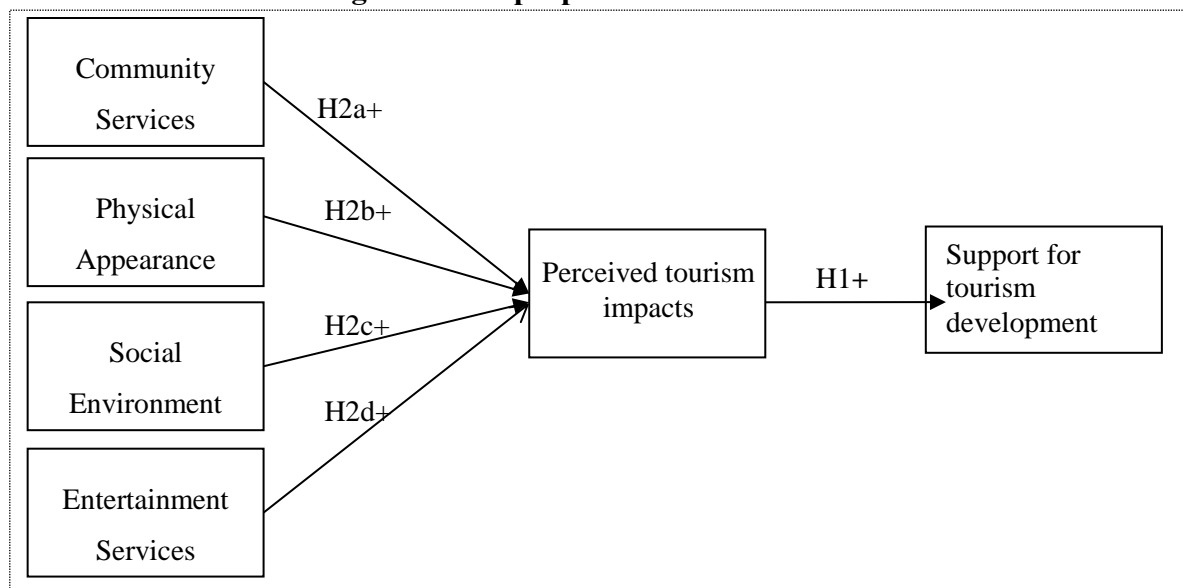 Community
Services
H2a+
Physical
Appearance
H2b+
Social
Environment
H2c+
Entertainment
Services
H2d+
Perceived tourism
impacts
H1+
Support for
tourism
development